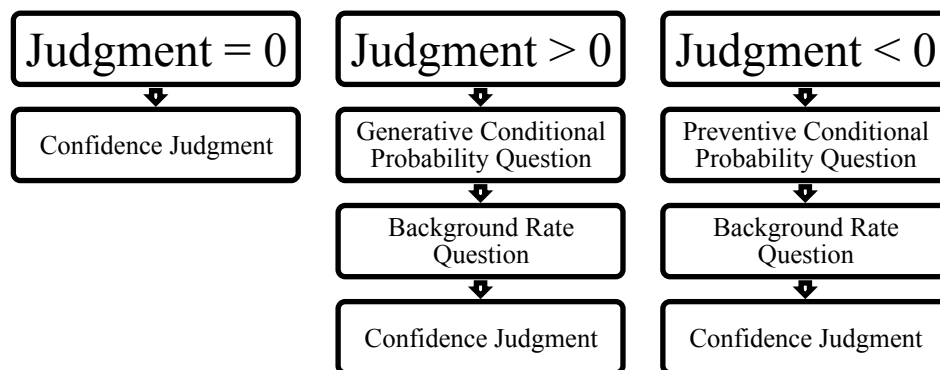 Judgment = 0
Confidence Judgment
Judgment > 0
Generative Conditional
Probability Question
Background Rate
Question
Confidence Judgment
Judgment < 0
Preventive Conditional
Probability Question
Background Rate
Question
Confidence Judgment